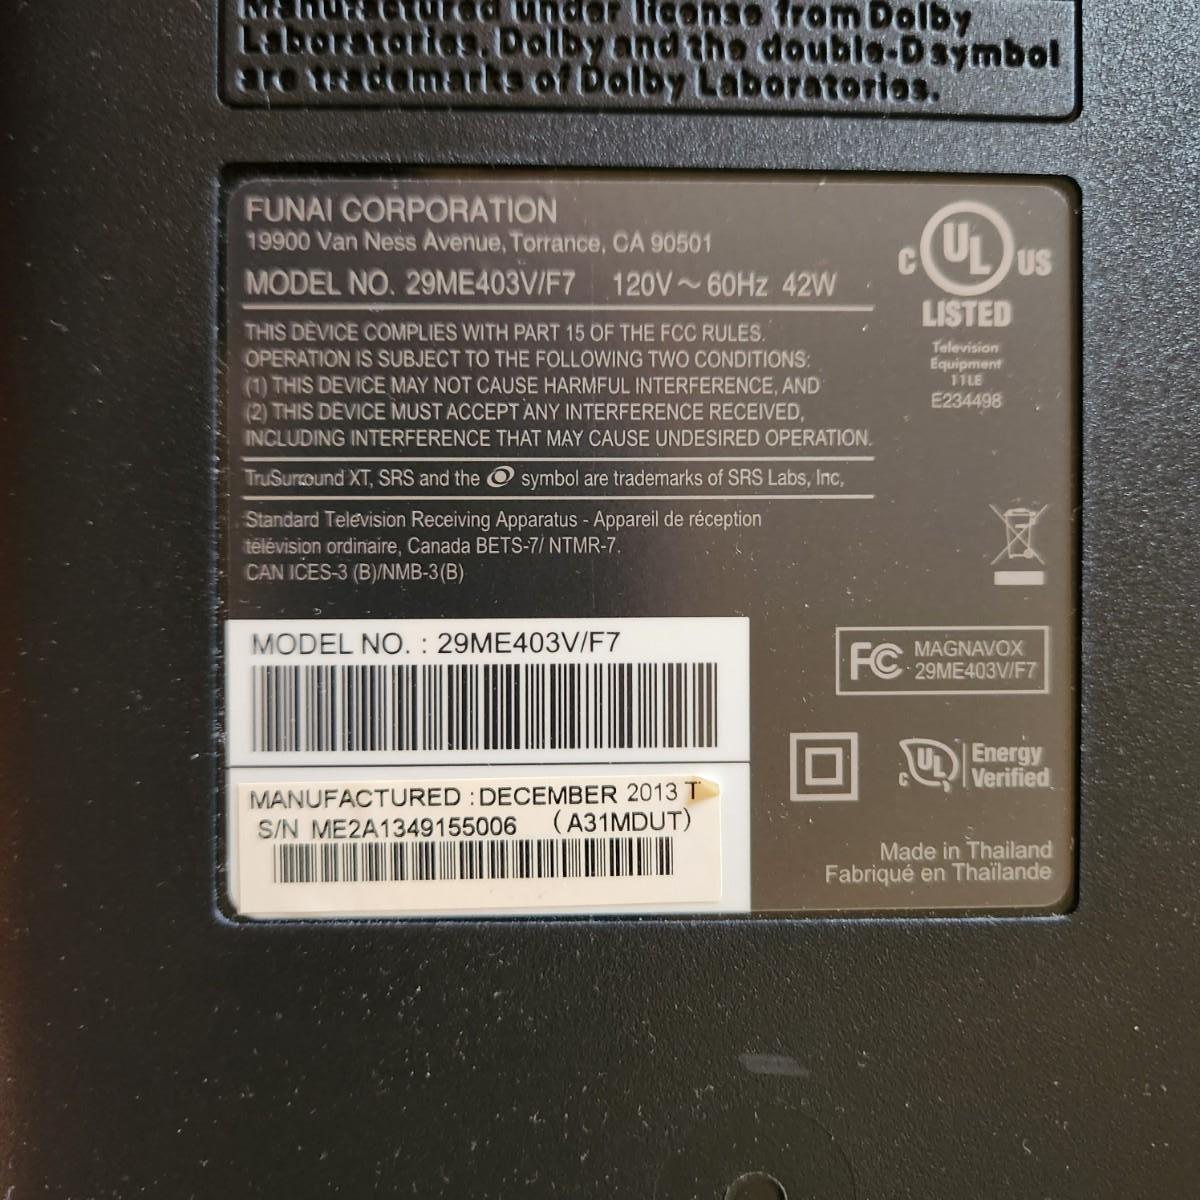 Manufactured under license from Dolby
Laboratories. Dolby and the double-D symbol
are trademarks of Dolby Laboratories.
FUNAI CORPORATION
19900 Van Ness Avenue, Torrance, CA 90501
MODEL NO. 29ME403V/F7 120V ~ 60Hz 42W
THIS DEVICE COMPLIES WITH PART 15 OF THE FCC RULES.
OPERATION IS SUBJECT TO THE FOLLOWING TWO CONDITIONS:
(1) THIS DEVICE MAY NOT CAUSE HARMFUL INTERFERENCE, AND
(2) THIS DEVICE MUST ACCEPT ANY INTERFERENCE RECEIVED,
INCLUDING INTERFERENCE THAT MAY CAUSE UNDESIRED OPERATION.
TruSurround XT, SRS and the symbol are trademarks of SRS Labs, Inc,
Standard Television Receiving Apparatus - Appareil de réception
télévision ordinaire, Canada BETS-7/ NTMR-7.
CAN ICES-3 (B)/NMB-3(B)
C UL US
LISTED
Television
Equipment
11LE
E234498
MODEL NO. : 29ME403V/F7
MANUFACTURED : DECEMBER 2013 T
S/N ME2A1349155006 (A31MDUT)
FC MAGNAVOX
29ME403V/F7
c UL Energy
Verified
Made in Thailand
Fabriqué en Thaïlande